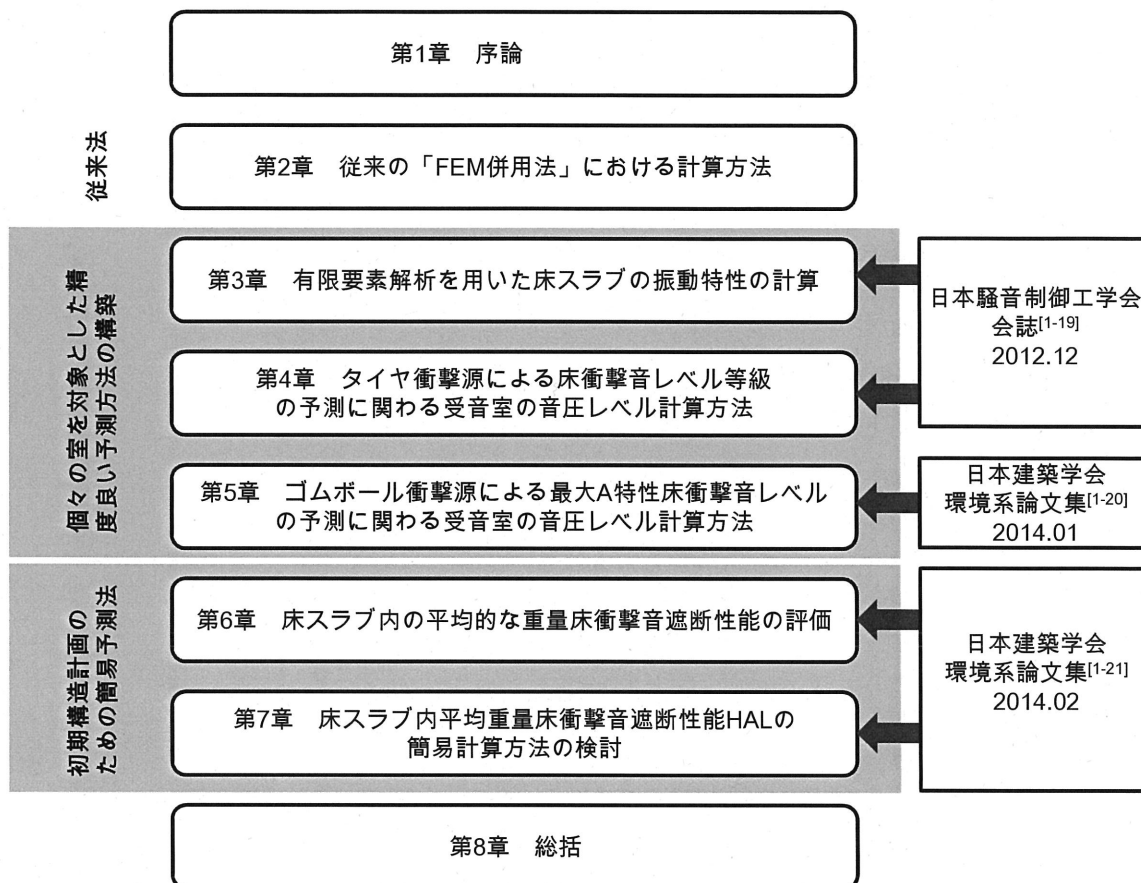 第1章 序論
従来法
第2章 従来の「FEM併用法」における計算方法
個々の室を対象とした精
度良い予測方法の構築
第3章 有限要素解析を用いた床スラブの振動特性の計算
第4章 タイヤ衝撃源による床衝撃音レベル等級
の予測に関わる受音室の音圧レベル計算方法
日本騒音制御工学会
会誌[1-19]
2012.12
第5章 ゴムボール衝撃源による最大A特性床衝撃音レベル
の予測に関わる受音室の音圧レベル計算方法
日本建築学会
環境系論文集[1-20]
2014.01
初期構造計画の
ための簡易予測法
第6章 床スラブ内の平均的な重量床衝撃音遮断性能の評価
第7章 床スラブ内平均重量床衝撃音遮断性能HALの
簡易計算方法の検討
日本建築学会
環境系論文集[1-21]
2014.02
第8章 総括